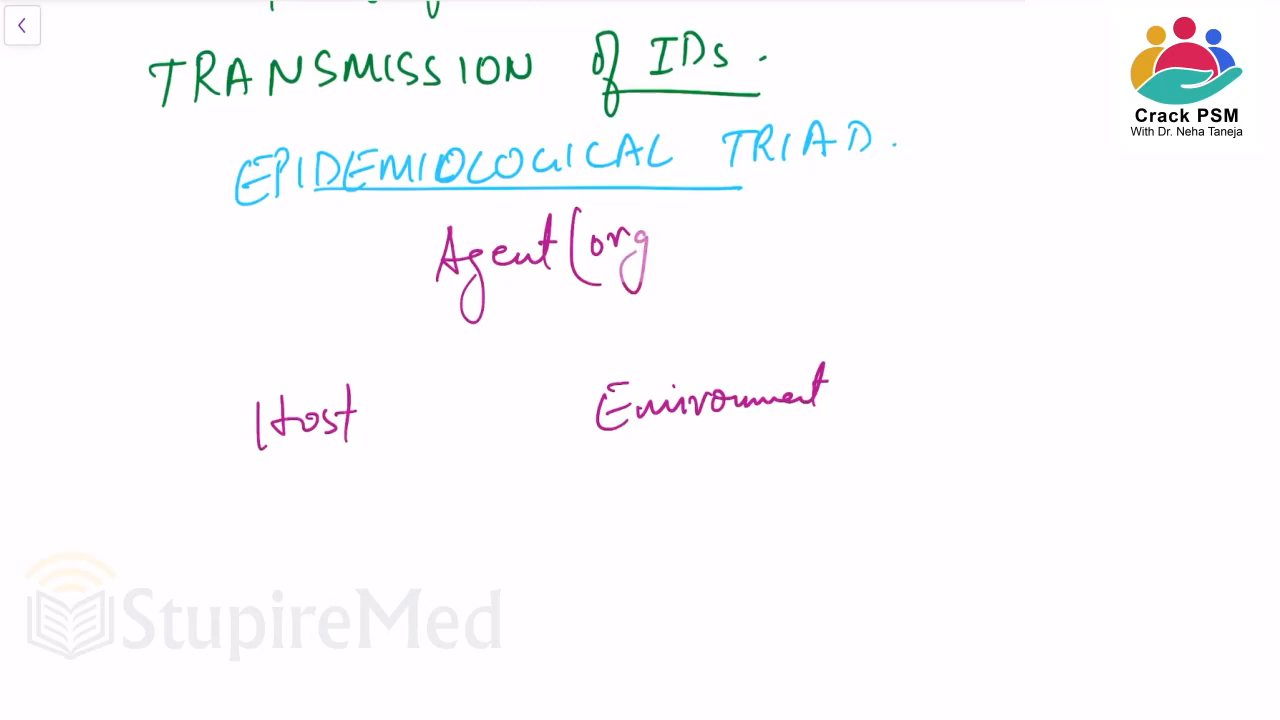 TRANSMISSION of IDs.
EPIDEMIOLOGICAL TRIAD.
Agent (org
Host
Environment
Crack PSM
With Dr. Neha Taneja
StupireMed